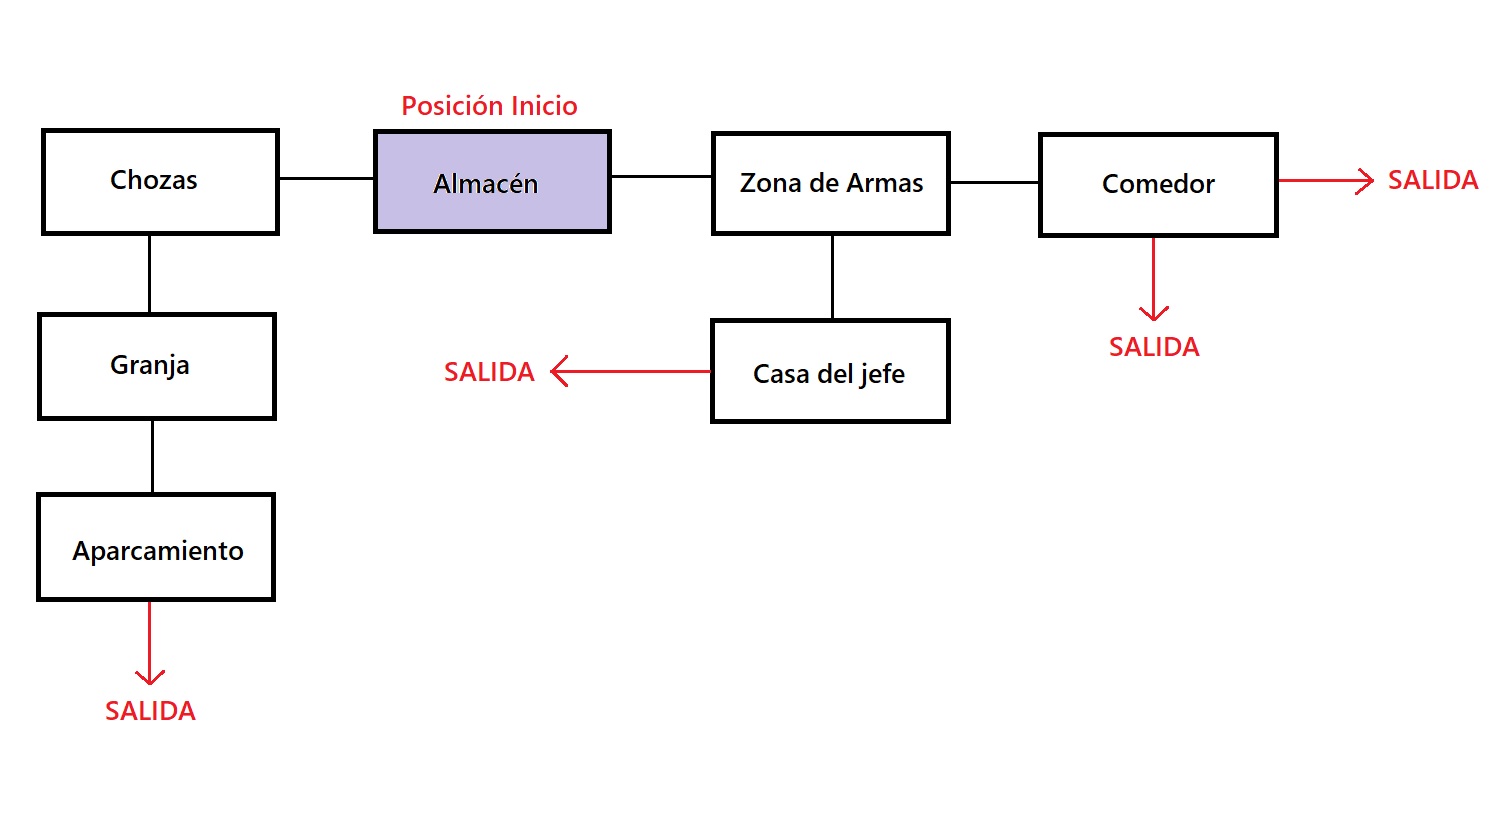 Posición Inicio
Chozas
Almacén
Zona de Armas
Comedor
SALIDA
SALIDA
Granja
SALIDA
Casa del jefe
Aparcamiento
SALIDA